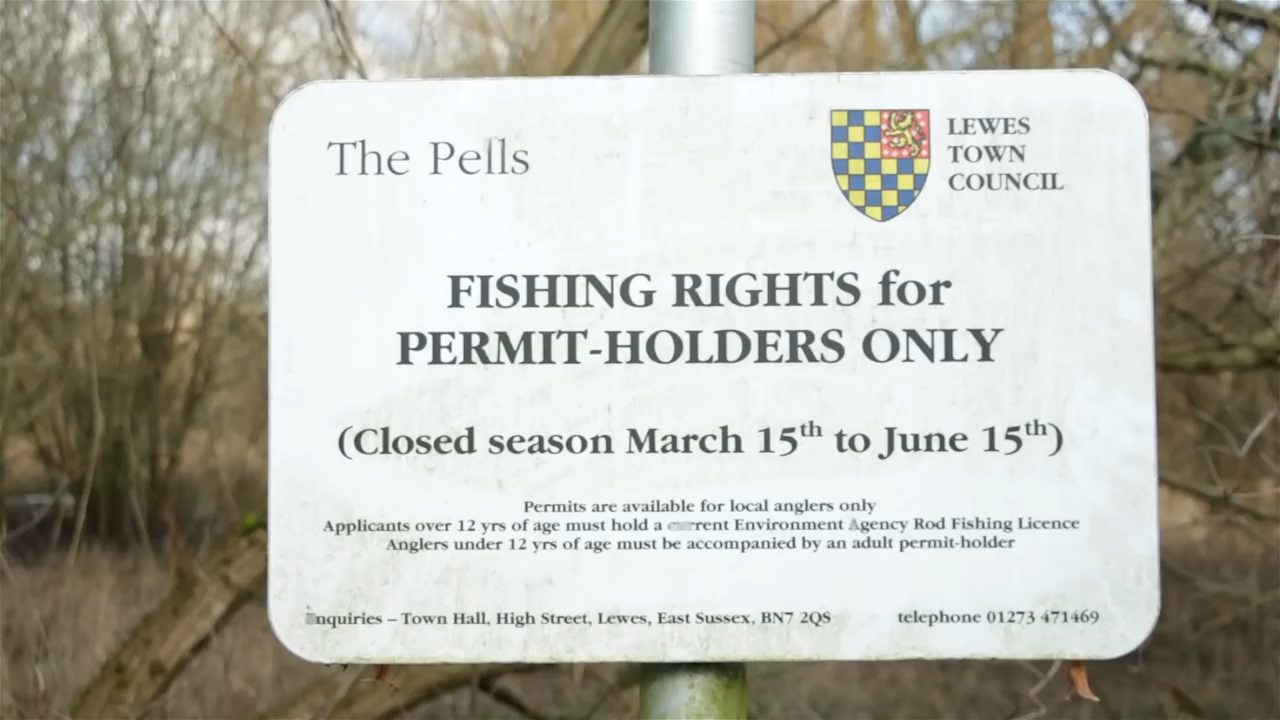 The Pells
LEWES
TOWN
COUNCIL
FISHING RIGHTS for
PERMIT-HOLDERS ONLY
(Closed season March 15th to June 15th)
Permits are available for local anglers only
Applicants over 12 yrs of age must hold a current Environment Agency Rod Fishing Licence
Anglers under 12 yrs of age must be accompanied by an adult permit-holder
Enquiries – Town Hall, High Street, Lewes, East Sussex, BN7 2QS telephone 01273 471469